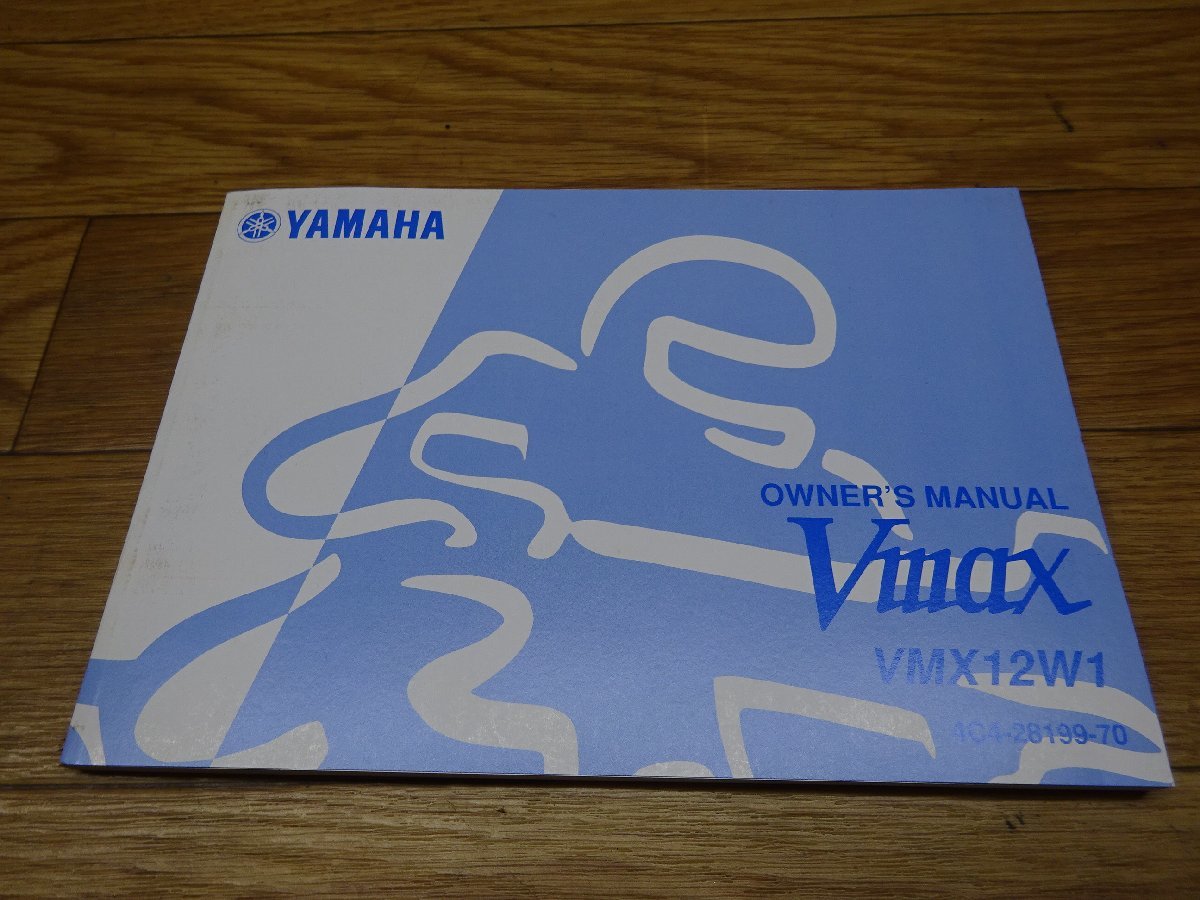 YAMAHA
OWNER'S MANUAL
Vmax
VMX12W1
4C4-28199-70